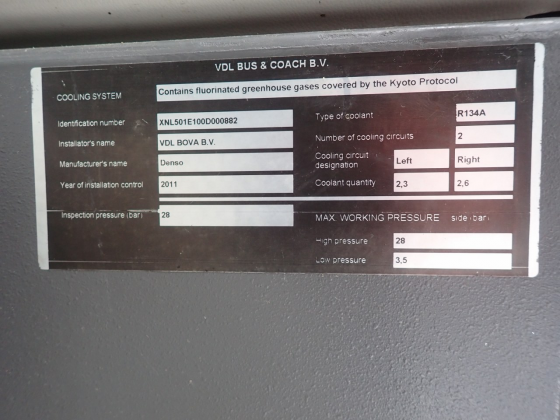 VDL BUS & COACH B.V.
COOLING SYSTEM Contains fluorinated greenhouse gases covered by the Kyoto Protocol
Identification number XNL501E100D000882 Type of coolant R134A
Installator's name VDL BOVA B.V. Number of cooling circuits 2
Manufacturer's name Denso Cooling circuit designation Left Right
Year of installation control 2011 Coolant quantity 2,3 2,6
Inspection pressure (bar) 28 MAX. WORKING PRESSURE side (bar)
High pressure 28
Low pressure 3,5